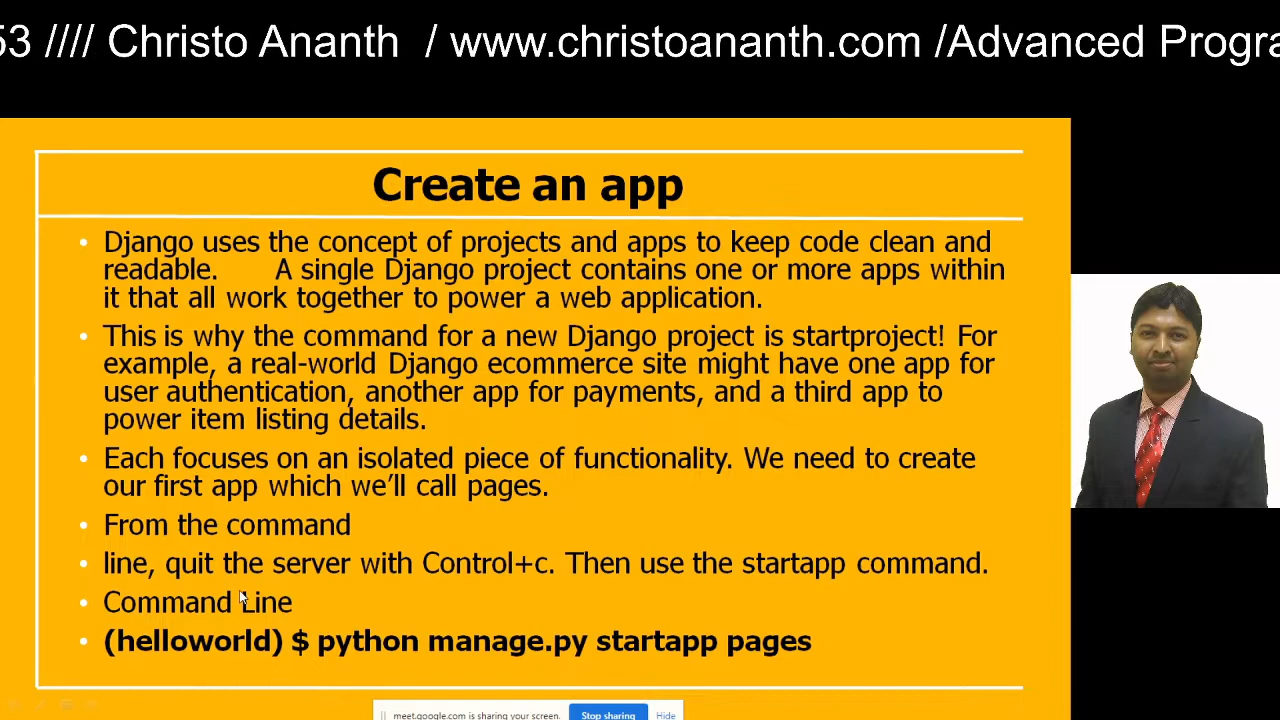 53 //// Christo Ananth / www.christoananth.com /Advanced Progra
Create an app
• Django uses the concept of projects and apps to keep code clean and
readable. A single Django project contains one or more apps within
it that all work together to power a web application.
• This is why the command for a new Django project is startproject! For
example, a real-world Django ecommerce site might have one app for
user authentication, another app for payments, and a third app to
power item listing details.
• Each focuses on an isolated piece of functionality. We need to create
our first app which we’ll call pages.
• From the command
• line, quit the server with Control+c. Then use the startapp command.
• Command Line
• (helloworld) $ python manage.py startapp pages
meet.google.com is sharing your screen. Stop sharing Hide